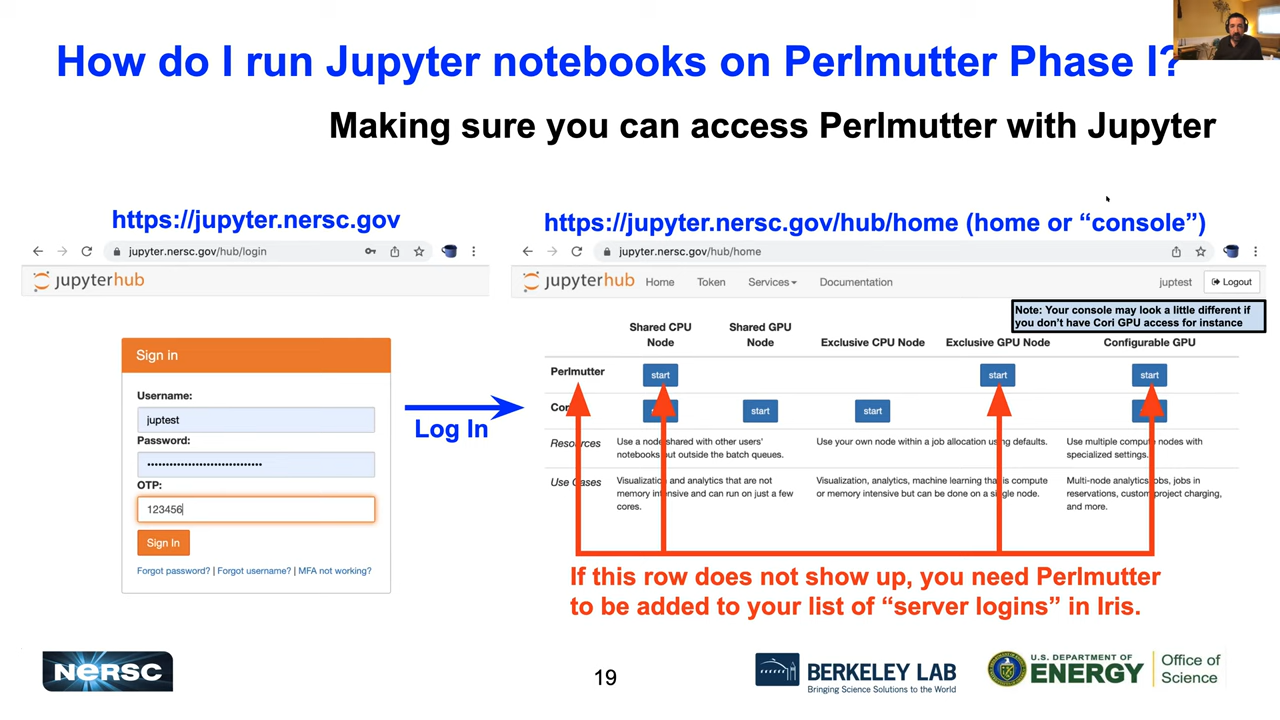 How do I run Jupyter notebooks on Perlmutter Phase I?
Making sure you can access Perlmutter with Jupyter
https://jupyter.nersc.gov
jupyter.nersc.gov/hub/login
jupyterhub
Sign in
Username:
juptest
Password:
••••••••••••••••••••••••••••••••
OTP:
123456
Sign In
Forgot password? | Forgot username? | MFA not working?
Log In
https://jupyter.nersc.gov/hub/home (home or “console”)
jupyter.nersc.gov/hub/home
jupyterhub Home Token Services Documentation juptest Logout
Note: Your console may look a little different if
you don’t have Cori GPU access for instance
Shared CPU Node Shared GPU Node Exclusive CPU Node Exclusive GPU Node Configurable GPU
Perlmutter start start start
start start
Resources Use a node shared with other users' Use your own node within a job allocation using defaults. Use multiple compute nodes with
notebooks but outside the batch queues. specialized settings.
Use Cases Visualization and analytics that are not Visualization, analytics, machine learning that is compute Multi-node analytics jobs, jobs in
memory intensive and can run on just a few or memory intensive but can be done on a single node. reservations, custom project charging,
cores. and more.
If this row does not show up, you need Perlmutter
to be added to your list of “server logins” in Iris.
NERSC
19
BERKELEY LAB
Bringing Science Solutions to the World
U.S. DEPARTMENT OF
ENERGY
Office of
Science